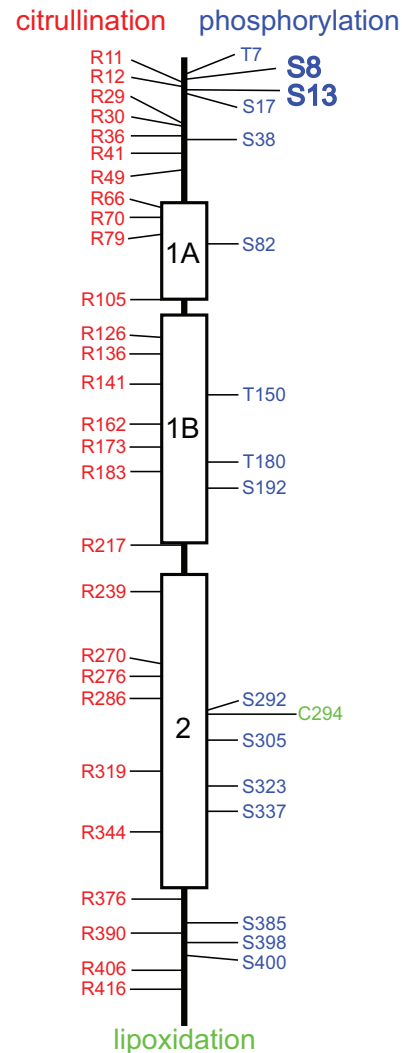 citrullination phosphorylation
R11
R12
R29
R30
R36
R41
R49
R66
R70
R79
R105
R126
R136
R141
R162
R173
R183
R217
R239
R270
R276
R286
R319
R344
R376
R390
R406
R416
1A
1B
2
T7
S8
S13
S17
S38
S82
T150
T180
S192
S292
C294
S305
S323
S337
S385
S398
S400
lipoxidation